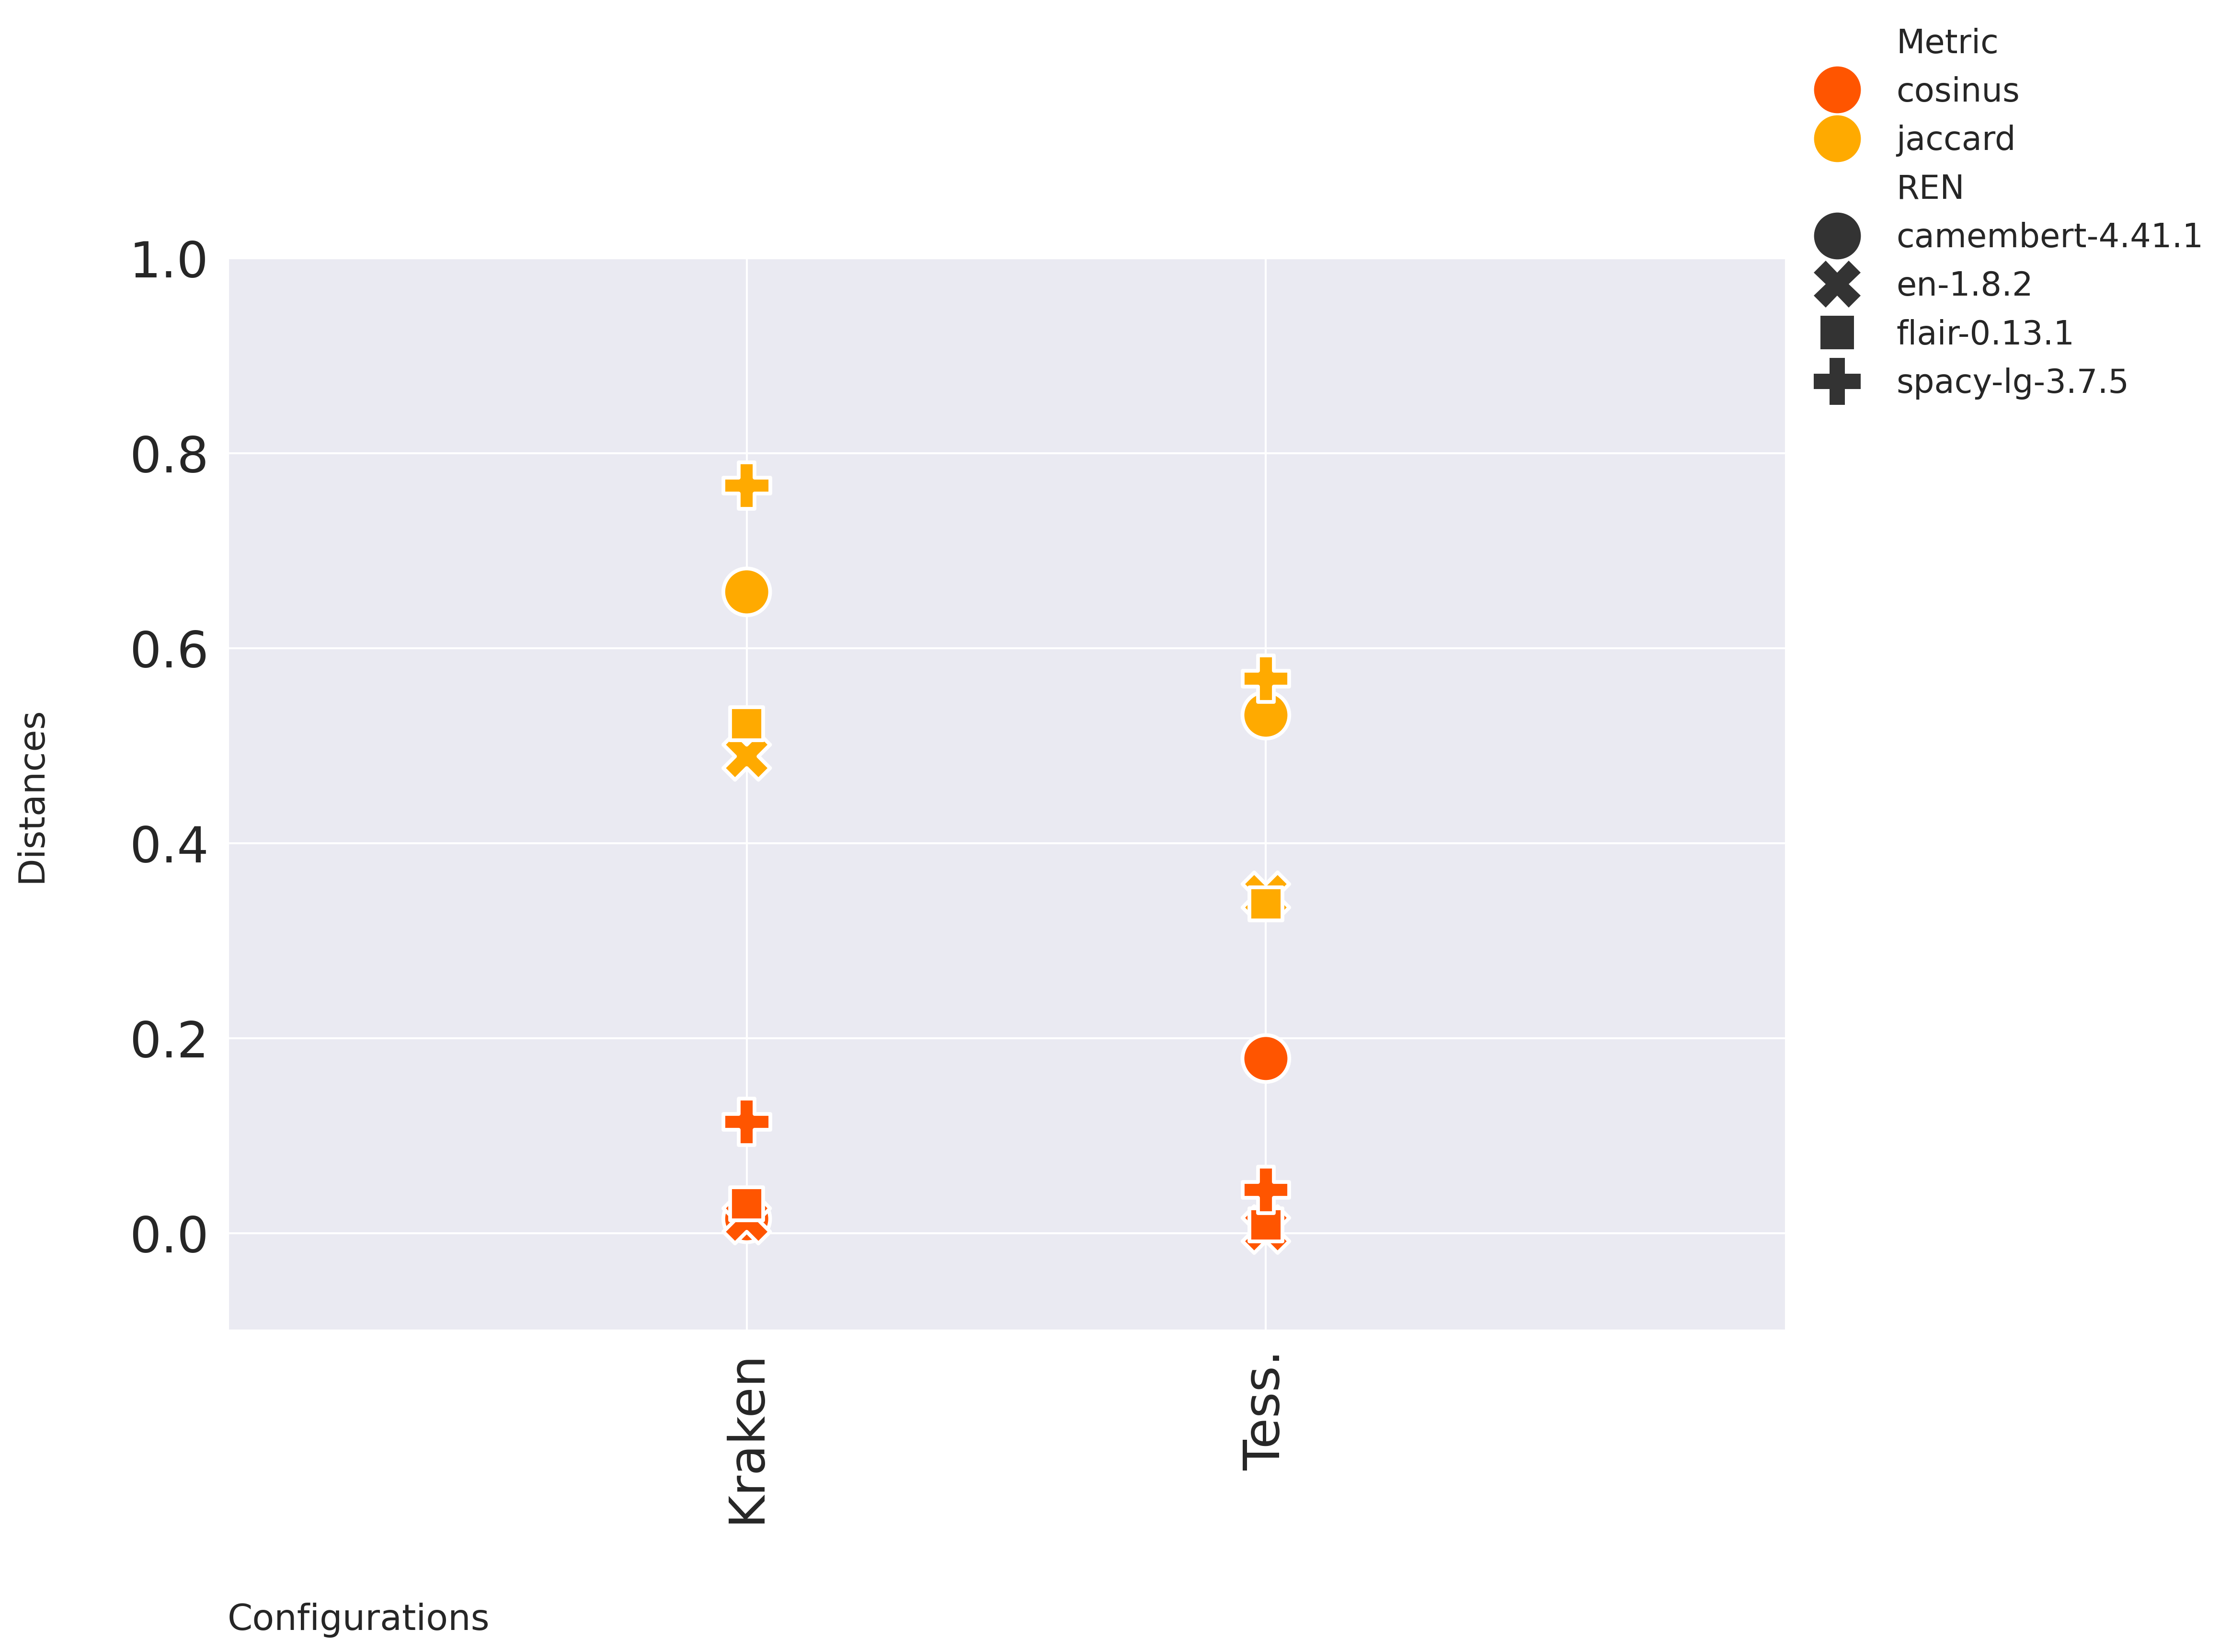 Metric
cosinus
jaccard
REN
camembert-4.41.1
en-1.8.2
flair-0.13.1
spacy-lg-3.7.5
1.0
0.8
0.6
0.4
0.2
0.0
Distances
Kraken
Tess.
Configurations